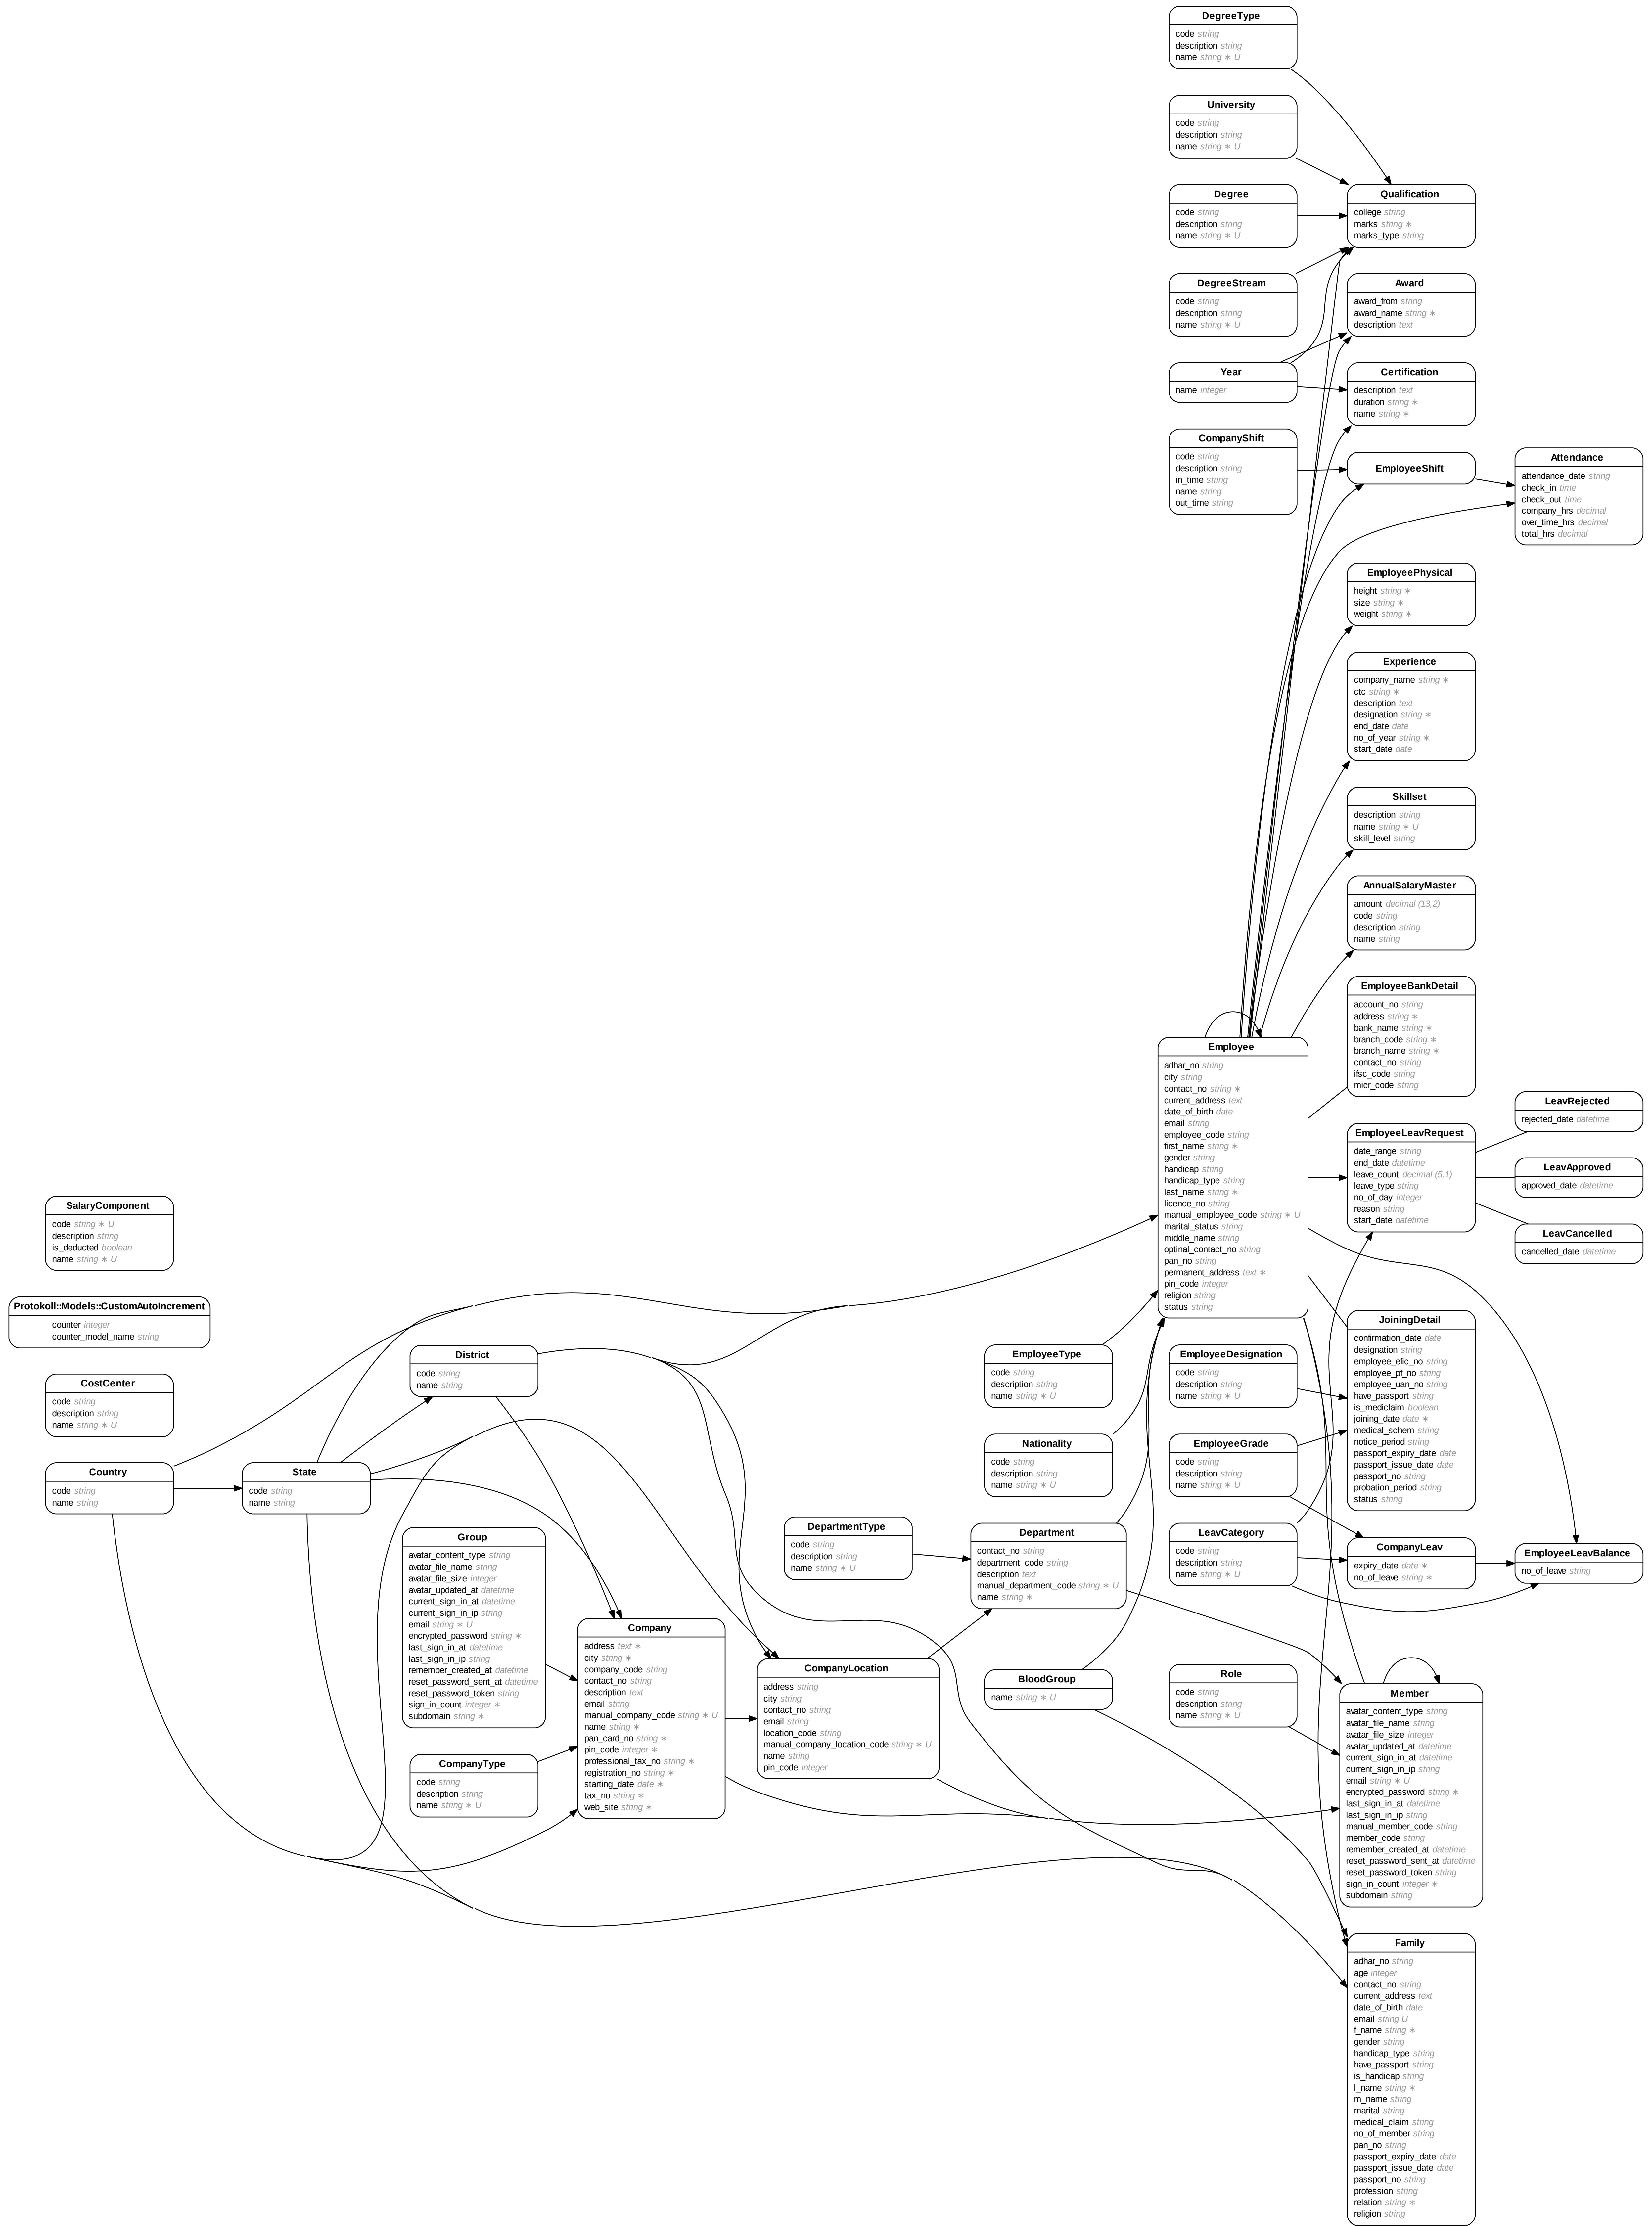 DegreeType
code string
description string
name string ∗ U
University
code string
description string
name string ∗ U
Degree
code string
description string
name string ∗ U
Qualification
college string
marks string ∗
marks_type string
DegreeStream
code string
description string
name string ∗ U
Award
award_from string
award_name string ∗
description text
Year
name integer
Certification
description text
duration string ∗
name string ∗
CompanyShift
code string
description string
in_time string
name string
out_time string
EmployeeShift
Attendance
attendance_date string
check_in time
check_out time
company_hrs decimal
over_time_hrs decimal
total_hrs decimal
EmployeePhysical
height string ∗
size string ∗
weight string ∗
Experience
company_name string ∗
ctc string ∗
description text
designation string ∗
end_date date
no_of_year string ∗
start_date date
Skillset
description string
name string ∗ U
skill_level string
AnnualSalaryMaster
amount decimal (13,2)
code string
description string
name string
EmployeeBankDetail
account_no string
address string ∗
bank_name string ∗
branch_code string ∗
branch_name string ∗
contact_no string
ifsc_code string
micr_code string
Employee
adhar_no string
city string
contact_no string ∗
current_address text
date_of_birth date
email string
employee_code string
first_name string ∗
gender string
handicap string
handicap_type string
last_name string ∗
licence_no string
manual_employee_code string ∗ U
marital_status string
middle_name string
optinal_contact_no string
pan_no string
permanent_address text ∗
pin_code integer
religion string
status string
EmployeeLeavRequest
date_range string
end_date datetime
leave_count decimal (5,1)
leave_type string
no_of_day integer
reason string
start_date datetime
LeavRejected
rejected_date datetime
LeavApproved
approved_date datetime
LeavCancelled
cancelled_date datetime
SalaryComponent
code string ∗ U
description string
is_deducted boolean
name string ∗ U
Protokoll::Models::CustomAutoIncrement
counter integer
counter_model_name string
CostCenter
code string
description string
name string ∗ U
Country
code string
name string
State
code string
name string
District
code string
name string
EmployeeType
code string
description string
name string ∗ U
EmployeeDesignation
code string
description string
name string ∗ U
JoiningDetail
confirmation_date date
designation string
employee_efic_no string
employee_pf_no string
employee_uan_no string
have_passport string
is_mediclaim boolean
joining_date date ∗
medical_schem string
notice_period string
passport_expiry_date date
passport_issue_date date
passport_no string
probation_period string
status string
Nationality
code string
description string
name string ∗ U
EmployeeGrade
code string
description string
name string ∗ U
Group
avatar_content_type string
avatar_file_name string
avatar_file_size integer
avatar_updated_at datetime
current_sign_in_at datetime
current_sign_in_ip string
email string ∗ U
encrypted_password string ∗
last_sign_in_at datetime
last_sign_in_ip string
remember_created_at datetime
reset_password_sent_at datetime
reset_password_token string
sign_in_count integer ∗
subdomain string ∗
DepartmentType
code string
description string
name string ∗ U
Department
contact_no string
department_code string
description text
manual_department_code string ∗ U
name string ∗
LeavCategory
code string
description string
name string ∗ U
CompanyLeav
expiry_date date ∗
no_of_leave string ∗
EmployeeLeavBalance
no_of_leave string
Company
address text ∗
city string ∗
company_code string
contact_no string
description text
email string
manual_company_code string ∗ U
name string ∗
pan_card_no string ∗
pin_code integer ∗
professional_tax_no string ∗
registration_no string ∗
starting_date date ∗
tax_no string ∗
web_site string ∗
CompanyLocation
address string
city string
contact_no string
email string
location_code string
manual_company_location_code string ∗ U
name string
pin_code integer
BloodGroup
name string ∗ U
Role
code string
description string
name string ∗ U
CompanyType
code string
description string
name string ∗ U
Member
avatar_content_type string
avatar_file_name string
avatar_file_size integer
avatar_updated_at datetime
current_sign_in_at datetime
current_sign_in_ip string
email string ∗ U
encrypted_password string ∗
last_sign_in_at datetime
last_sign_in_ip string
manual_member_code string
member_code string
remember_created_at datetime
reset_password_sent_at datetime
reset_password_token string
sign_in_count integer ∗
subdomain string
Family
adhar_no string
age integer
contact_no string
current_address text
date_of_birth date
email string U
f_name string ∗
gender string
handicap_type string
have_passport string
is_handicap string
l_name string ∗
m_name string
marital string
medical_claim string
no_of_member string
pan_no string
passport_expiry_date date
passport_issue_date date
passport_no string
profession string
relation string ∗
religion string